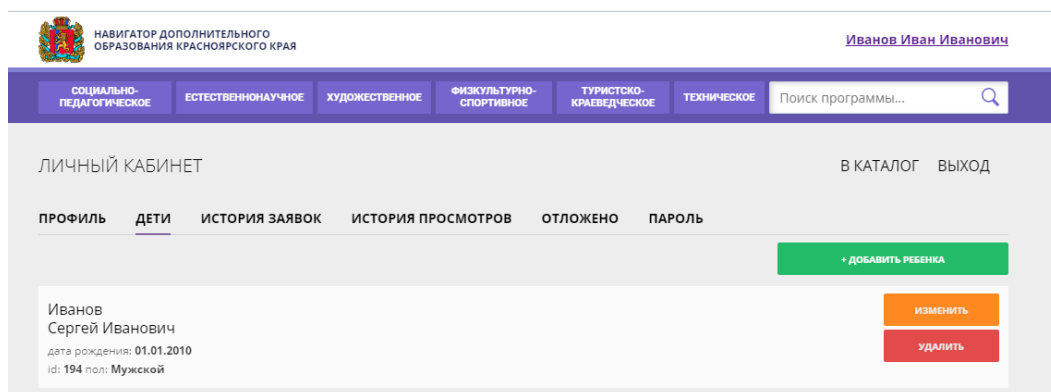 НАВИГАТОР ДОПОЛНИТЕЛЬНОГО
ОБРАЗОВАНИЯ КРАСНОЯРСКОГО КРАЯ
Иванов Иван Иванович
СОЦИАЛЬНО-
ПЕДАГОГИЧЕСКОЕ
ЕСТЕСТВЕННОНАУЧНОЕ
ХУДОЖЕСТВЕННОЕ
ФИЗКУЛЬТУРНО-
СПОРТИВНОЕ
ТУРИСТСКО-
КРАЕВЕДЧЕСКОЕ
ТЕХНИЧЕСКОЕ
Поиск программы...
ЛИЧНЫЙ КАБИНЕТ
В КАТАЛОГ ВЫХОД
ПРОФИЛЬ ДЕТИ ИСТОРИЯ ЗАЯВОК ИСТОРИЯ ПРОСМОТРОВ ОТЛОЖЕНО ПАРОЛЬ
+ ДОБАВИТЬ РЕБЕНКА
Иванов
Сергей Иванович
дата рождения: 01.01.2010
id: 194 пол: Мужской
ИЗМЕНИТЬ
УДАЛИТЬ